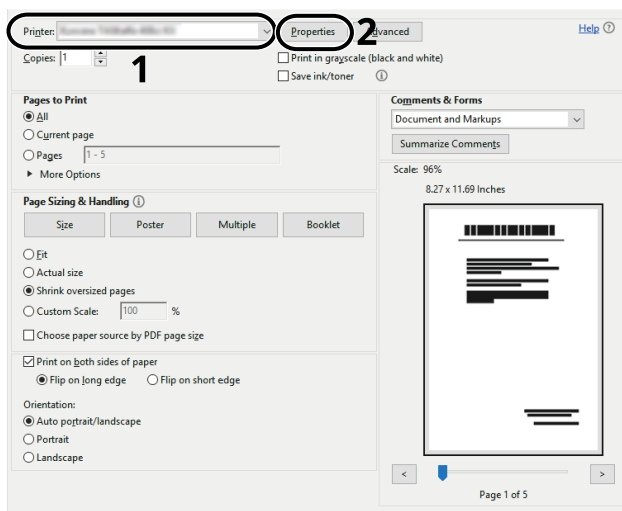 Printer:
Properties
2
Advanced
Help
Copies: 1
1
Print in grayscale (black and white)
Save ink/toner
Pages to Print
All
Current page
Pages 1 - 5
More Options
Page Sizing & Handling
Size Poster Multiple Booklet
Fit
Actual size
Shrink oversized pages
Custom Scale: 100 %
Choose paper source by PDF page size
Print on both sides of paper
Flip on long edge Flip on short edge
Orientation:
Auto portrait/landscape
Portrait
Landscape
Comments & Forms
Document and Markups
Summarize Comments
Scale: 96%
8.27 x 11.69 Inches
< >
Page 1 of 5